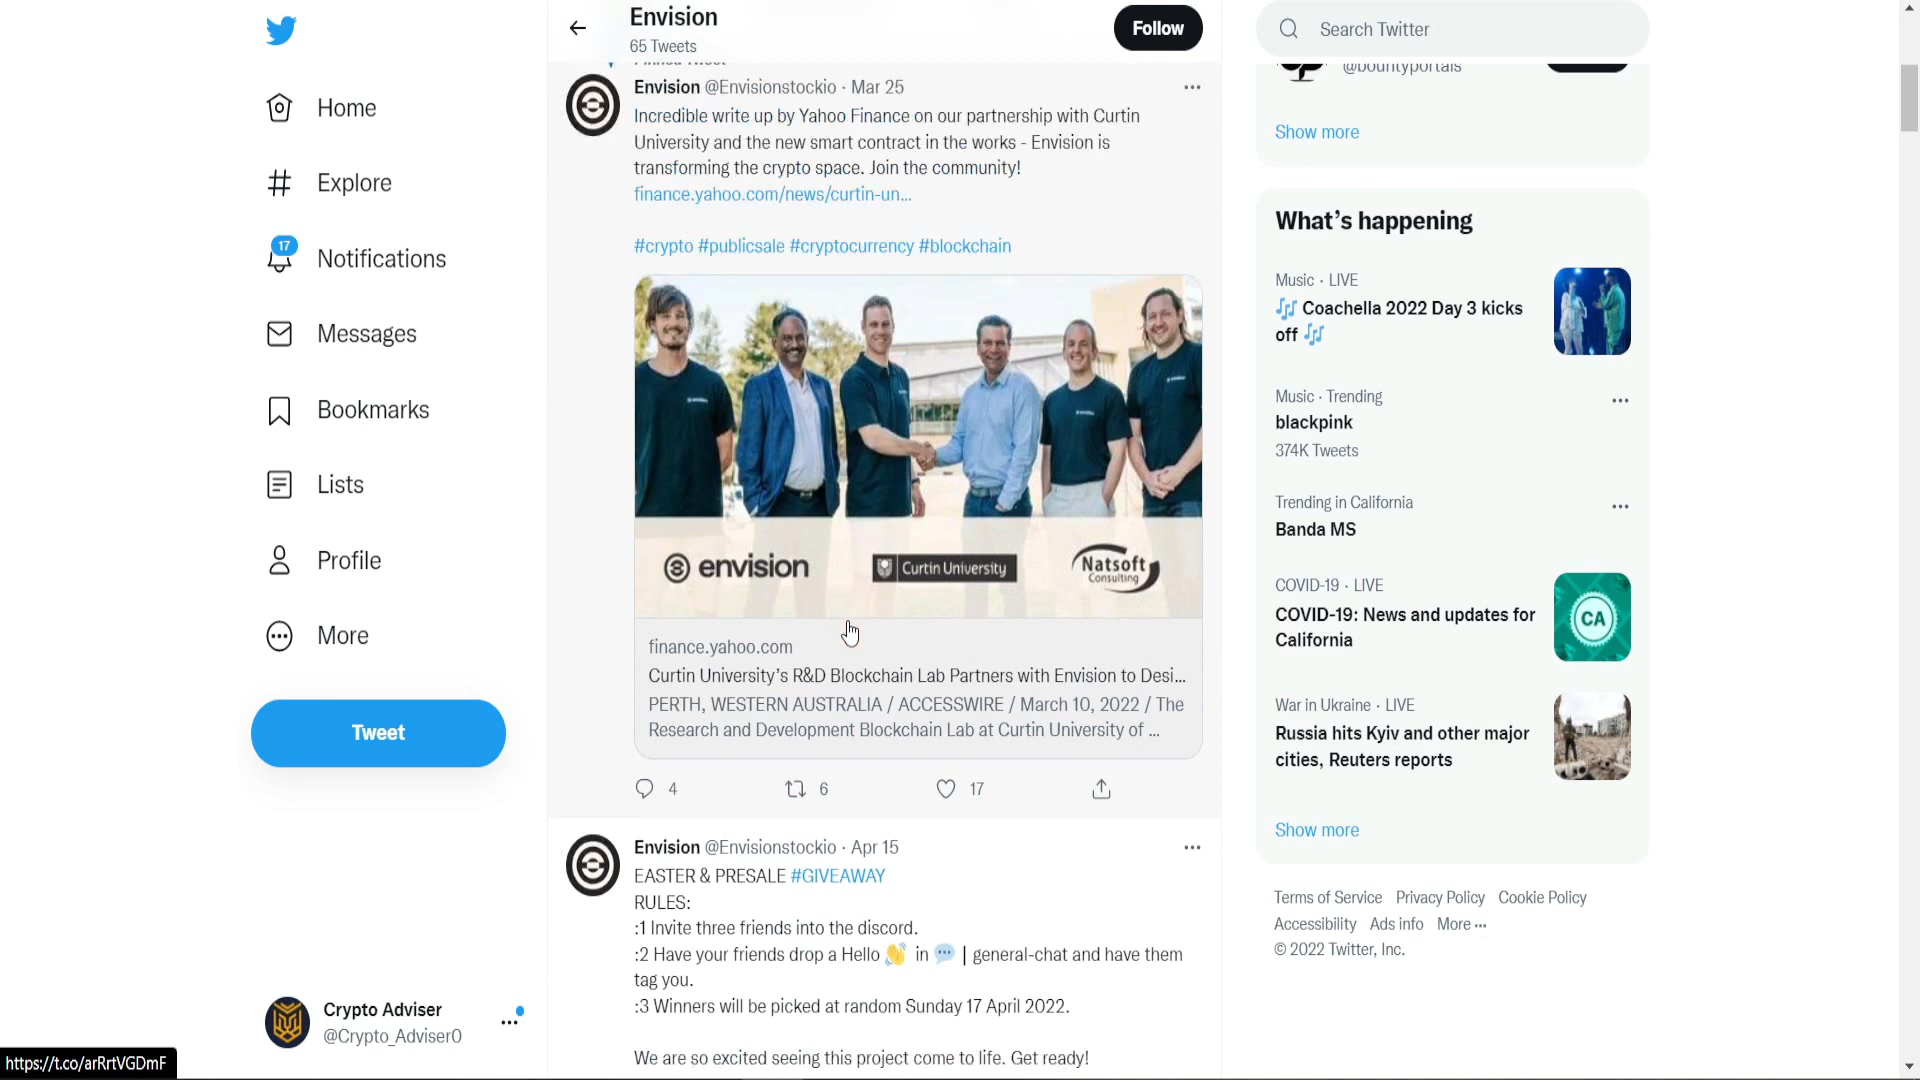 Home
Explore
17
Notifications
Messages
Bookmarks
Lists
Profile
More
Tweet
Crypto Adviser
@Crypto_Adviser0
https://t.co/arRrtVGDmF
Envision
65 Tweets
Follow
Pinned Tweet
Envision @Envisionstockio · Mar 25
Incredible write up by Yahoo Finance on our partnership with Curtin
University and the new smart contract in the works - Envision is
transforming the crypto space. Join the community!
finance.yahoo.com/news/curtin-un...
#crypto #publicsale #cryptocurrency #blockchain
envision
Curtin University
Natsoft
Consulting
finance.yahoo.com
Curtin University's R&D Blockchain Lab Partners with Envision to Desi...
PERTH, WESTERN AUSTRALIA / ACCESSWIRE / March 10, 2022 / The
Research and Development Blockchain Lab at Curtin University of ...
4
6
17
Envision @Envisionstockio · Apr 15
EASTER & PRESALE #GIVEAWAY
RULES:
:1 Invite three friends into the discord.
:2 Have your friends drop a Hello 👋 in 💬 | general-chat and have them
tag you.
:3 Winners will be picked at random Sunday 17 April 2022.
We are so excited seeing this project come to life. Get ready!
Search Twitter
@bountyportals
Show more
What's happening
Music · LIVE
🎶 Coachella 2022 Day 3 kicks
off 🎶
Music · Trending
blackpink
374K Tweets
Trending in California
Banda MS
COVID-19 · LIVE
COVID-19: News and updates for
California
CA
War in Ukraine · LIVE
Russia hits Kyiv and other major
cities, Reuters reports
Show more
Terms of Service Privacy Policy Cookie Policy
Accessibility Ads info More ···
© 2022 Twitter, Inc.